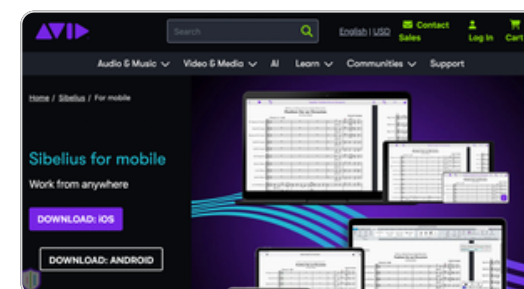 AVID
Search
English | USD
Contact Sales
Log In
Cart
Audio & Music
Video & Media
AI
Learn
Communities
Support
Home / Sibelius / For mobile
Sibelius for mobile
Work from anywhere
DOWNLOAD: iOS
DOWNLOAD: ANDROID